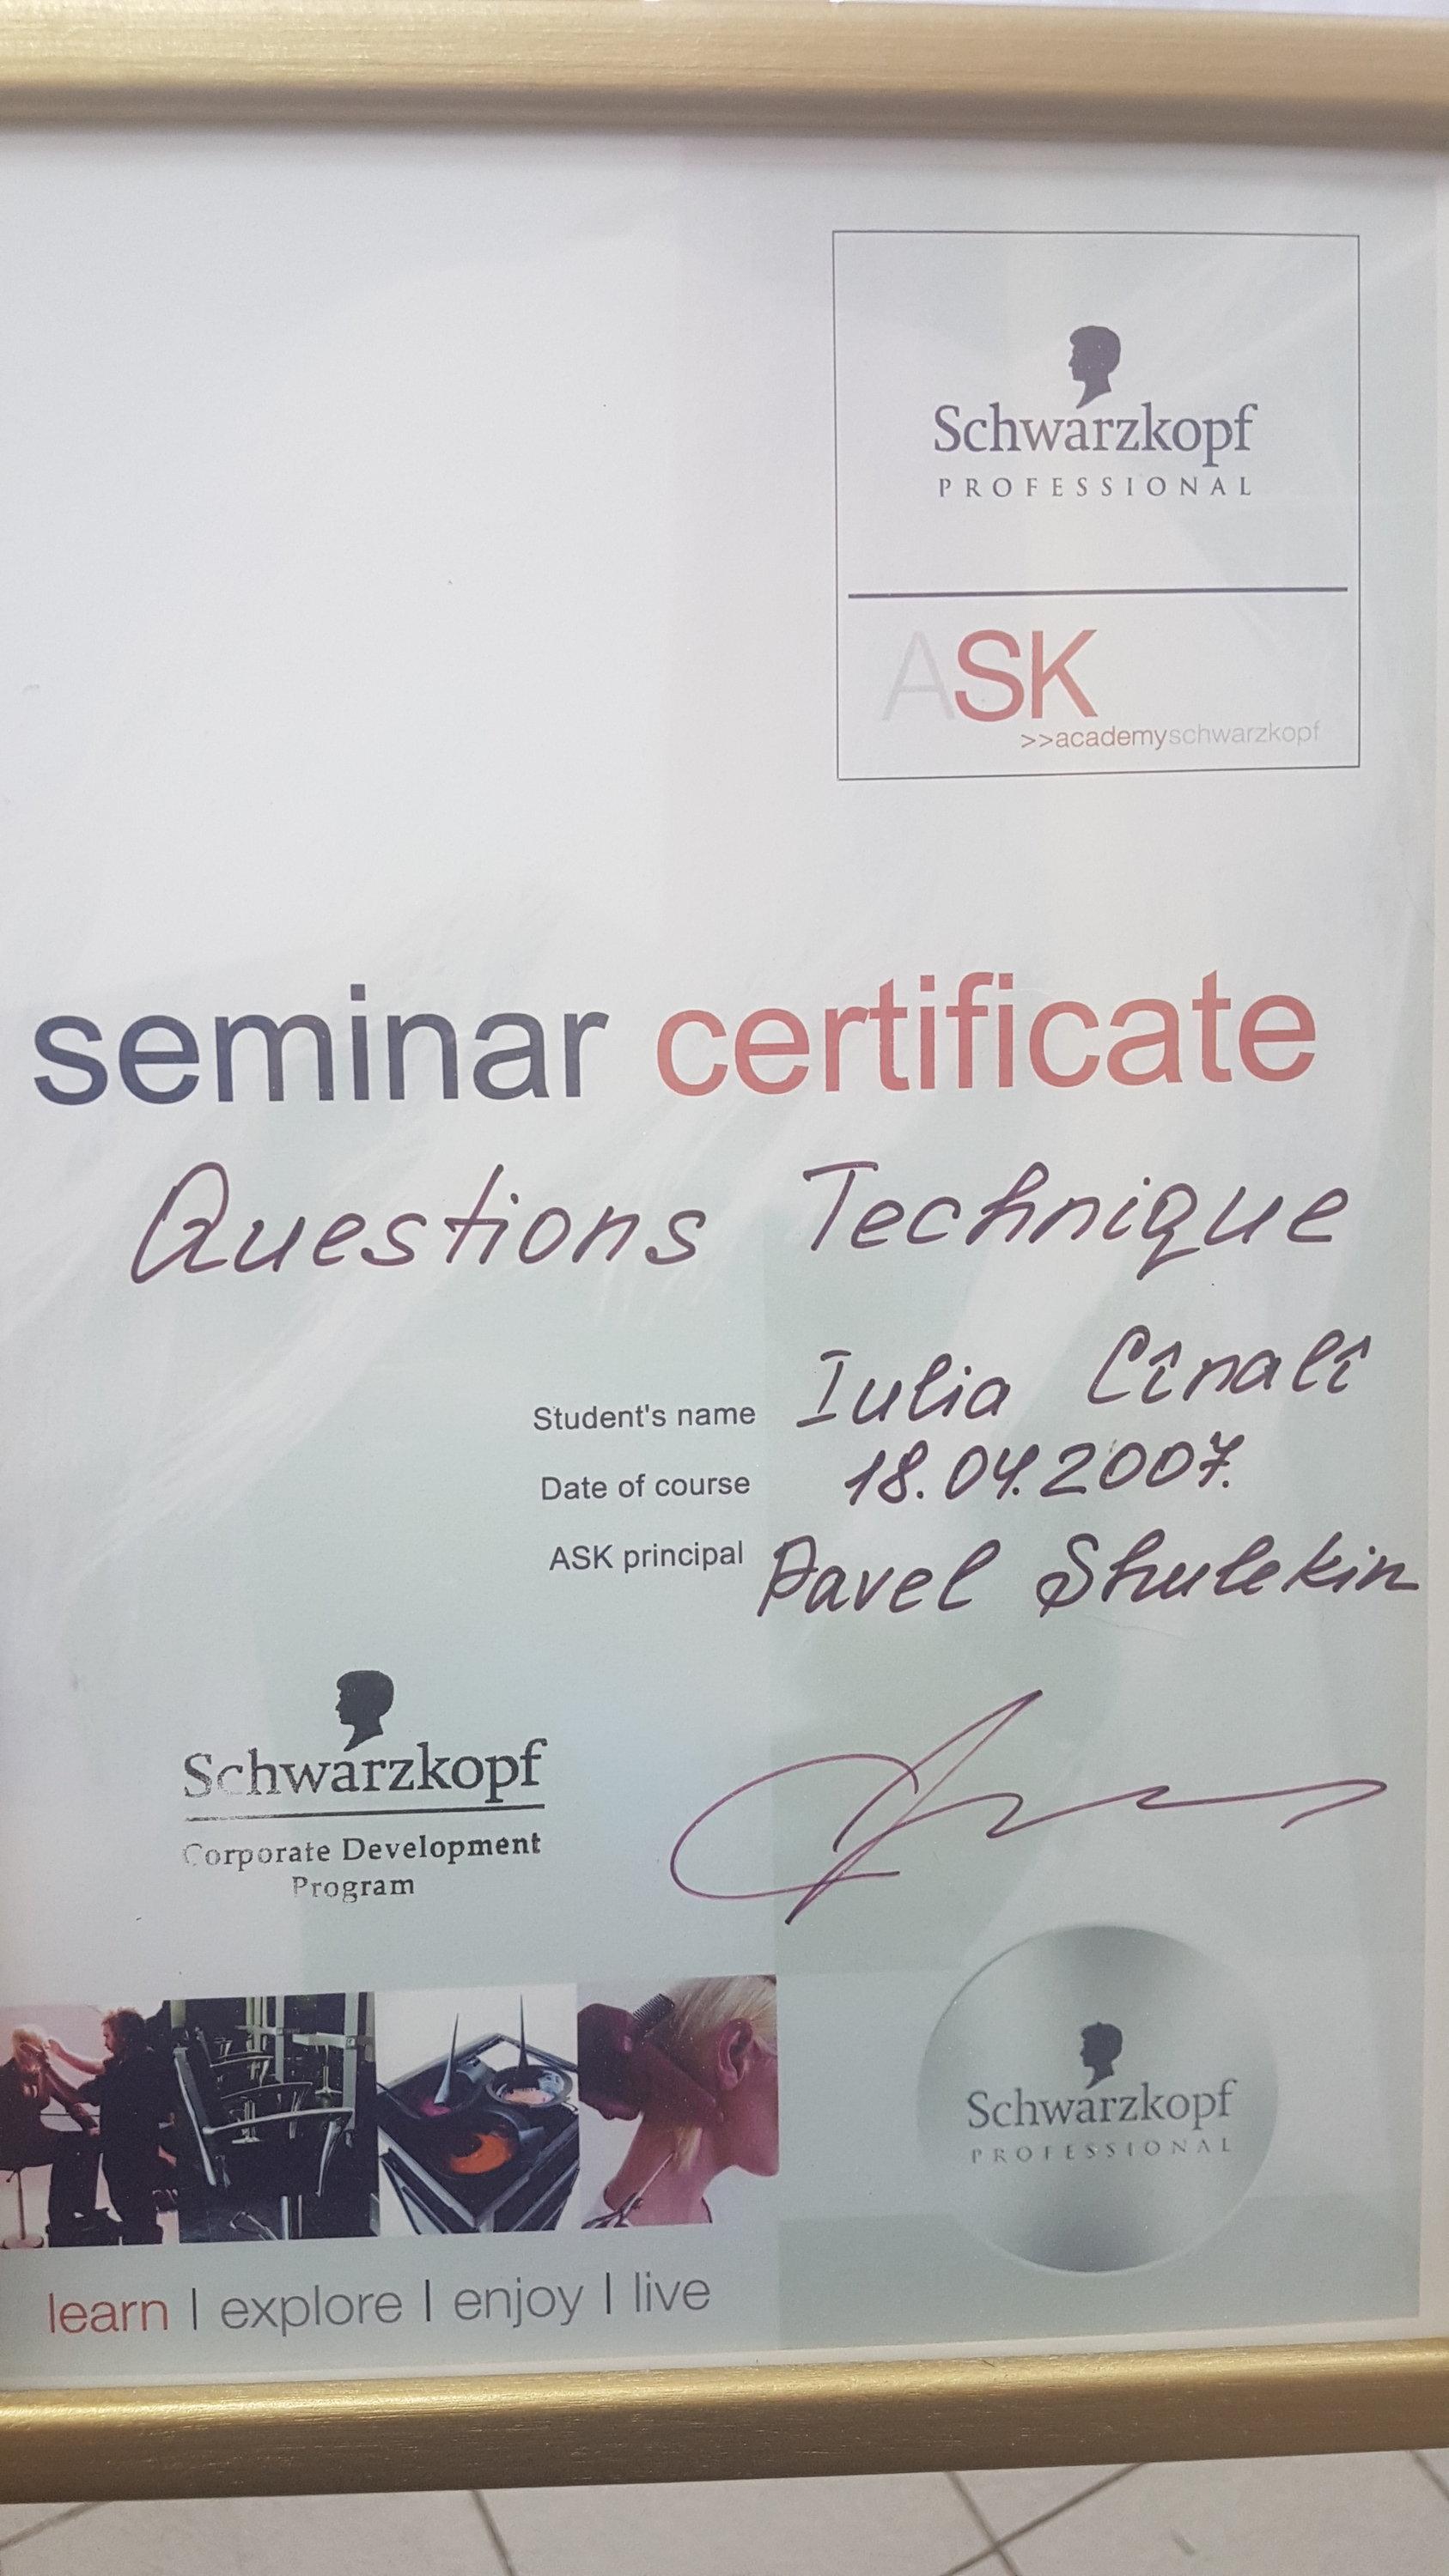 Schwarzkopf
PROFESSIONAL
ASK
>>academyschwarzkopf
seminar certificate
Questions Technique
Student's name Iulia Cînalî
Date of course 18.04.2007.
ASK principal Pavel Shulekin
Schwarzkopf
Corporate Development
Program
Schwarzkopf
PROFESSIONAL
learn | explore | enjoy | live